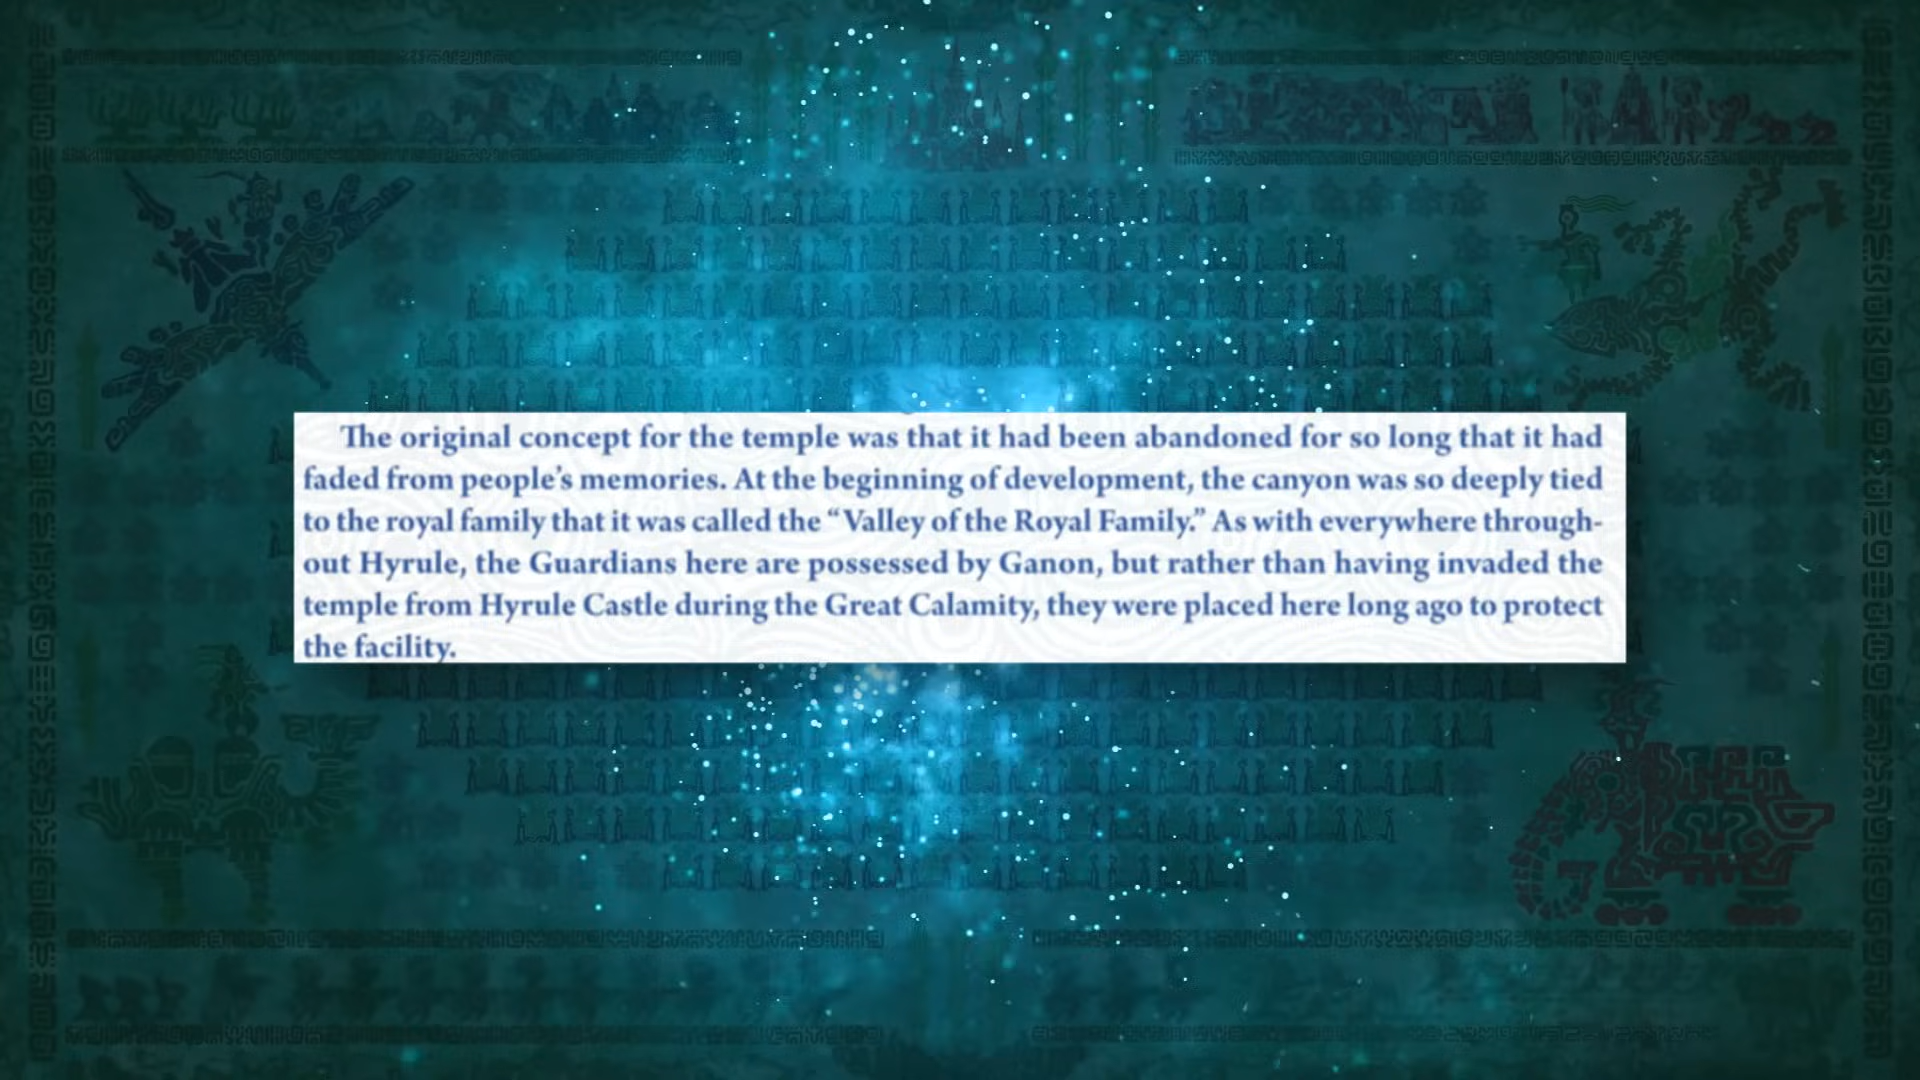 The original concept for the temple was that it had been abandoned for so long that it had
faded from people’s memories. At the beginning of development, the canyon was so deeply tied
to the royal family that it was called the “Valley of the Royal Family.” As with everywhere through-
out Hyrule, the Guardians here are possessed by Ganon, but rather than having invaded the
temple from Hyrule Castle during the Great Calamity, they were placed here long ago to protect
the facility.